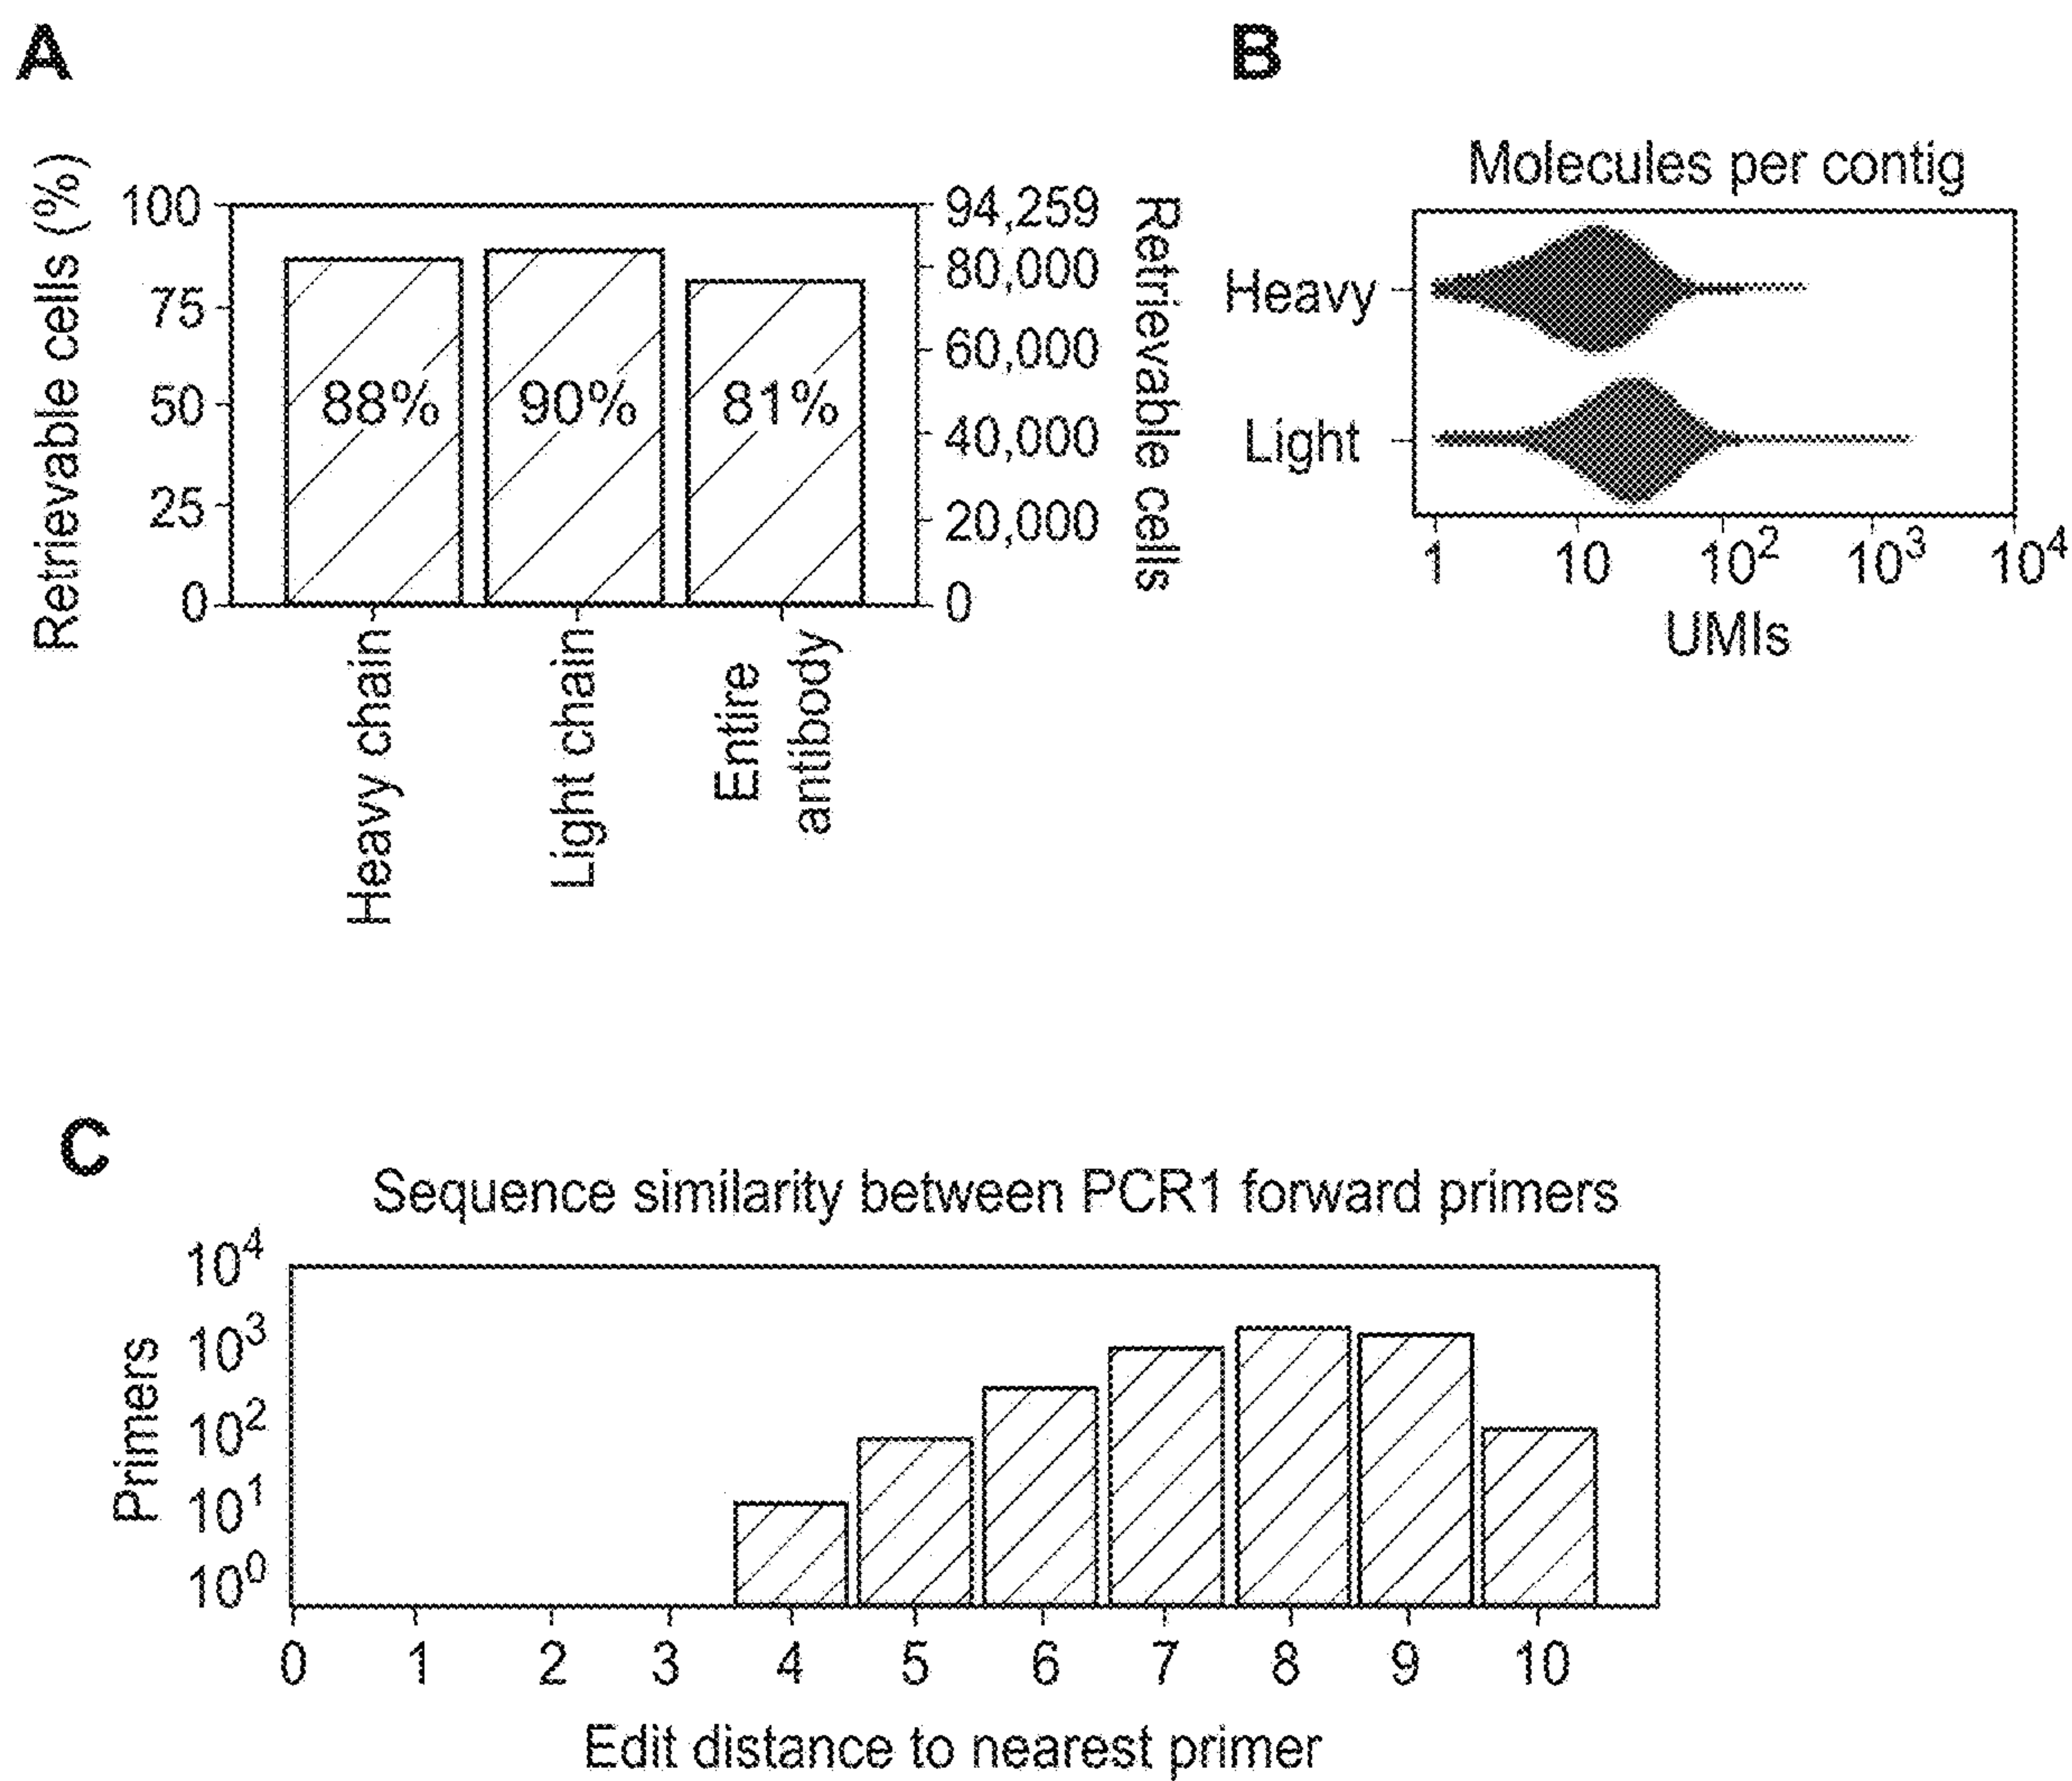 A
Retrievable cells (%)
100
75
50
25
0
88%
90%
81%
94,259
80,000
60,000
40,000
20,000
0
Retrievable cells
Heavy chain
Light chain
Entire
antibody
B
Molecules per contig
Heavy
Light
1 10 10² 10³ 10⁴
UMIs
C
Sequence similarity between PCR1 forward primers
Primers
10⁴
10³
10²
10¹
10⁰
0 1 2 3 4 5 6 7 8 9 10
Edit distance to nearest primer